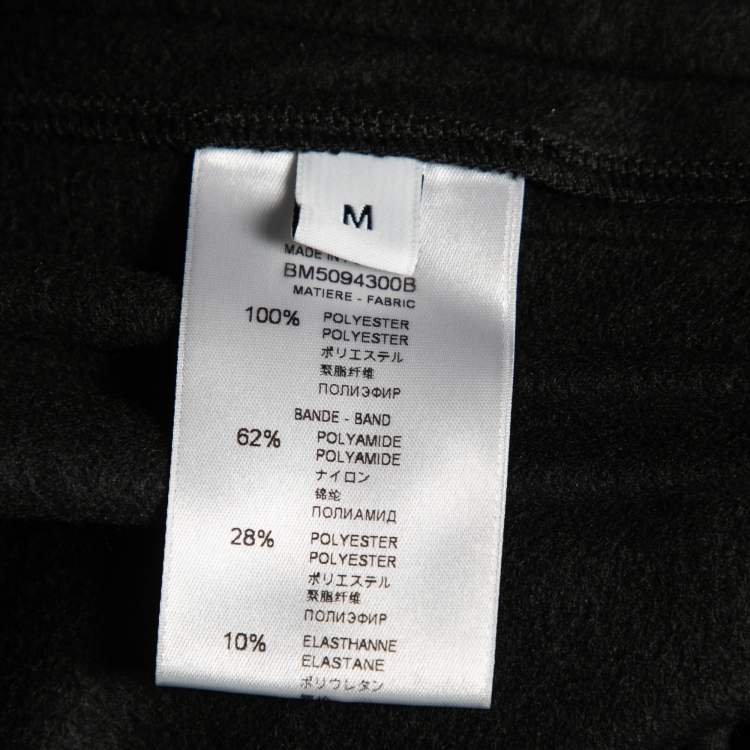 M
MADE IN
BM5094300B
MATIERE - FABRIC
100% POLYESTER
POLYESTER
ポリエステル
聚脂纤维
ПОЛИЭФИР
BANDE - BAND
62% POLYAMIDE
POLYAMIDE
ナイロン
锦纶
ПОЛИАМИД
28% POLYESTER
POLYESTER
ポリエステル
聚脂纤维
ПОЛИЭФИР
10% ELASTHANNE
ELASTANE
ポリウレタン